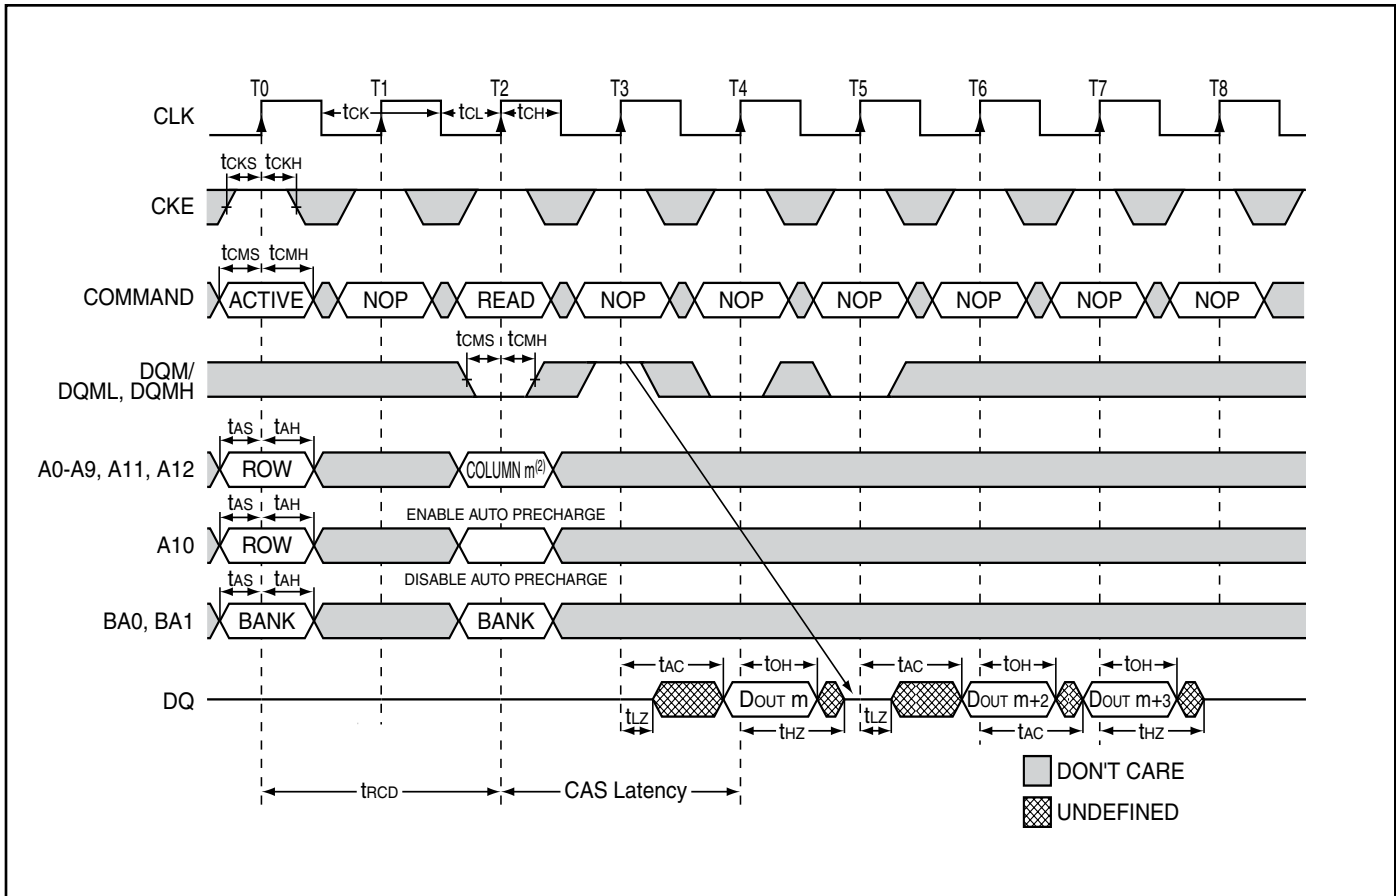 T0 T1 T2 T3 T4 T5 T6 T7 T8
CLK tCK tCL tCH
tCKS tCKH
CKE
tCMS tCMH
COMMAND ACTIVE NOP READ NOP NOP NOP NOP NOP NOP
tCMS tCMH
DQM/
DQML, DQMH
tAS tAH
A0-A9, A11, A12 ROW COLUMN m(2)
tAS tAH ENABLE AUTO PRECHARGE
A10 ROW
tAS tAH DISABLE AUTO PRECHARGE
BA0, BA1 BANK BANK
tAC tOH tAC tOH tOH
DQ DOUT m DOUT m+2 DOUT m+3
tLZ tHZ tLZ tAC tHZ
DON'T CARE
tRCD CAS Latency
UNDEFINED